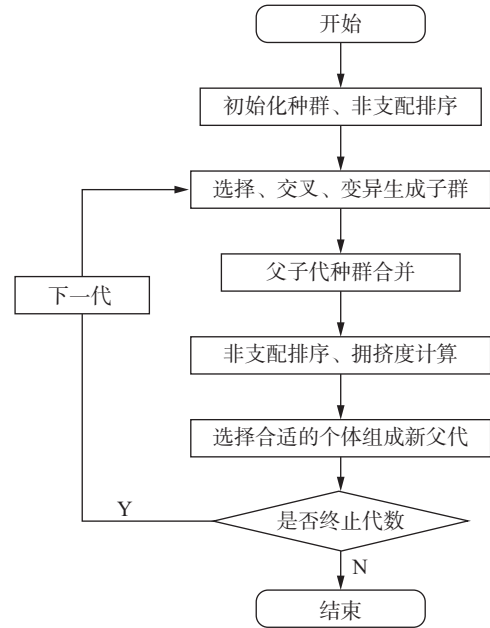 开始
初始化种群、非支配排序
选择、交叉、变异生成子群
父子代种群合并
下一代
非支配排序、拥挤度计算
选择合适的个体组成新父代
Y
是否终止代数
N
结束